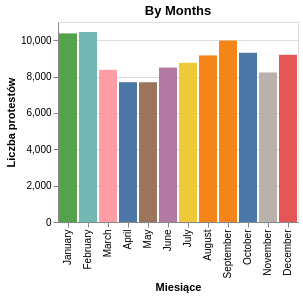 By Months
10,000
8,000
6,000
4,000
2,000
0
Liczba protestów
January
February
March
April
May
June
July
August
September
October
November
December
Miesiące